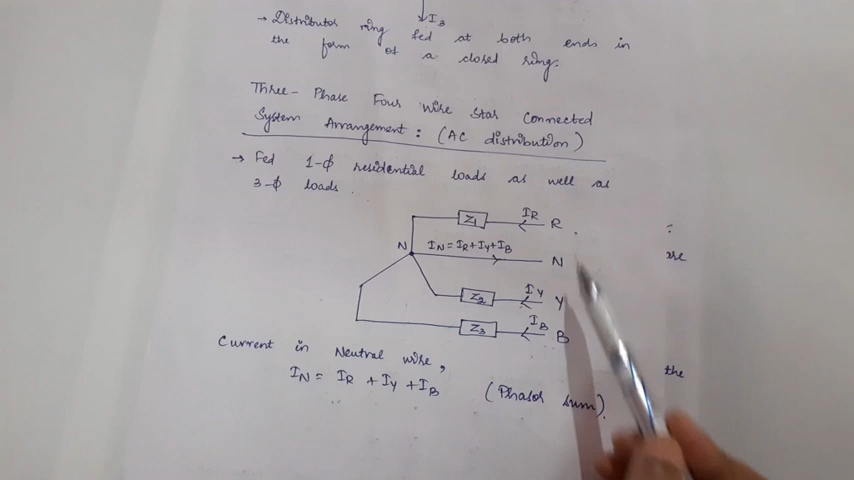 I3
→ Distributor ring fed at both ends in
the form of a closed ring.
Three-Phase Four Wire Star Connected
System Arrangement: (AC distribution)
→ Fed 1-ϕ residential loads as well as
3-ϕ loads.
Z1 IR R
N IN = IR+IY+IB N
Z2 IY Y
Z3 IB B
Current in Neutral wire,
IN = IR + IY + IB (Phasor sum).
:
are
the